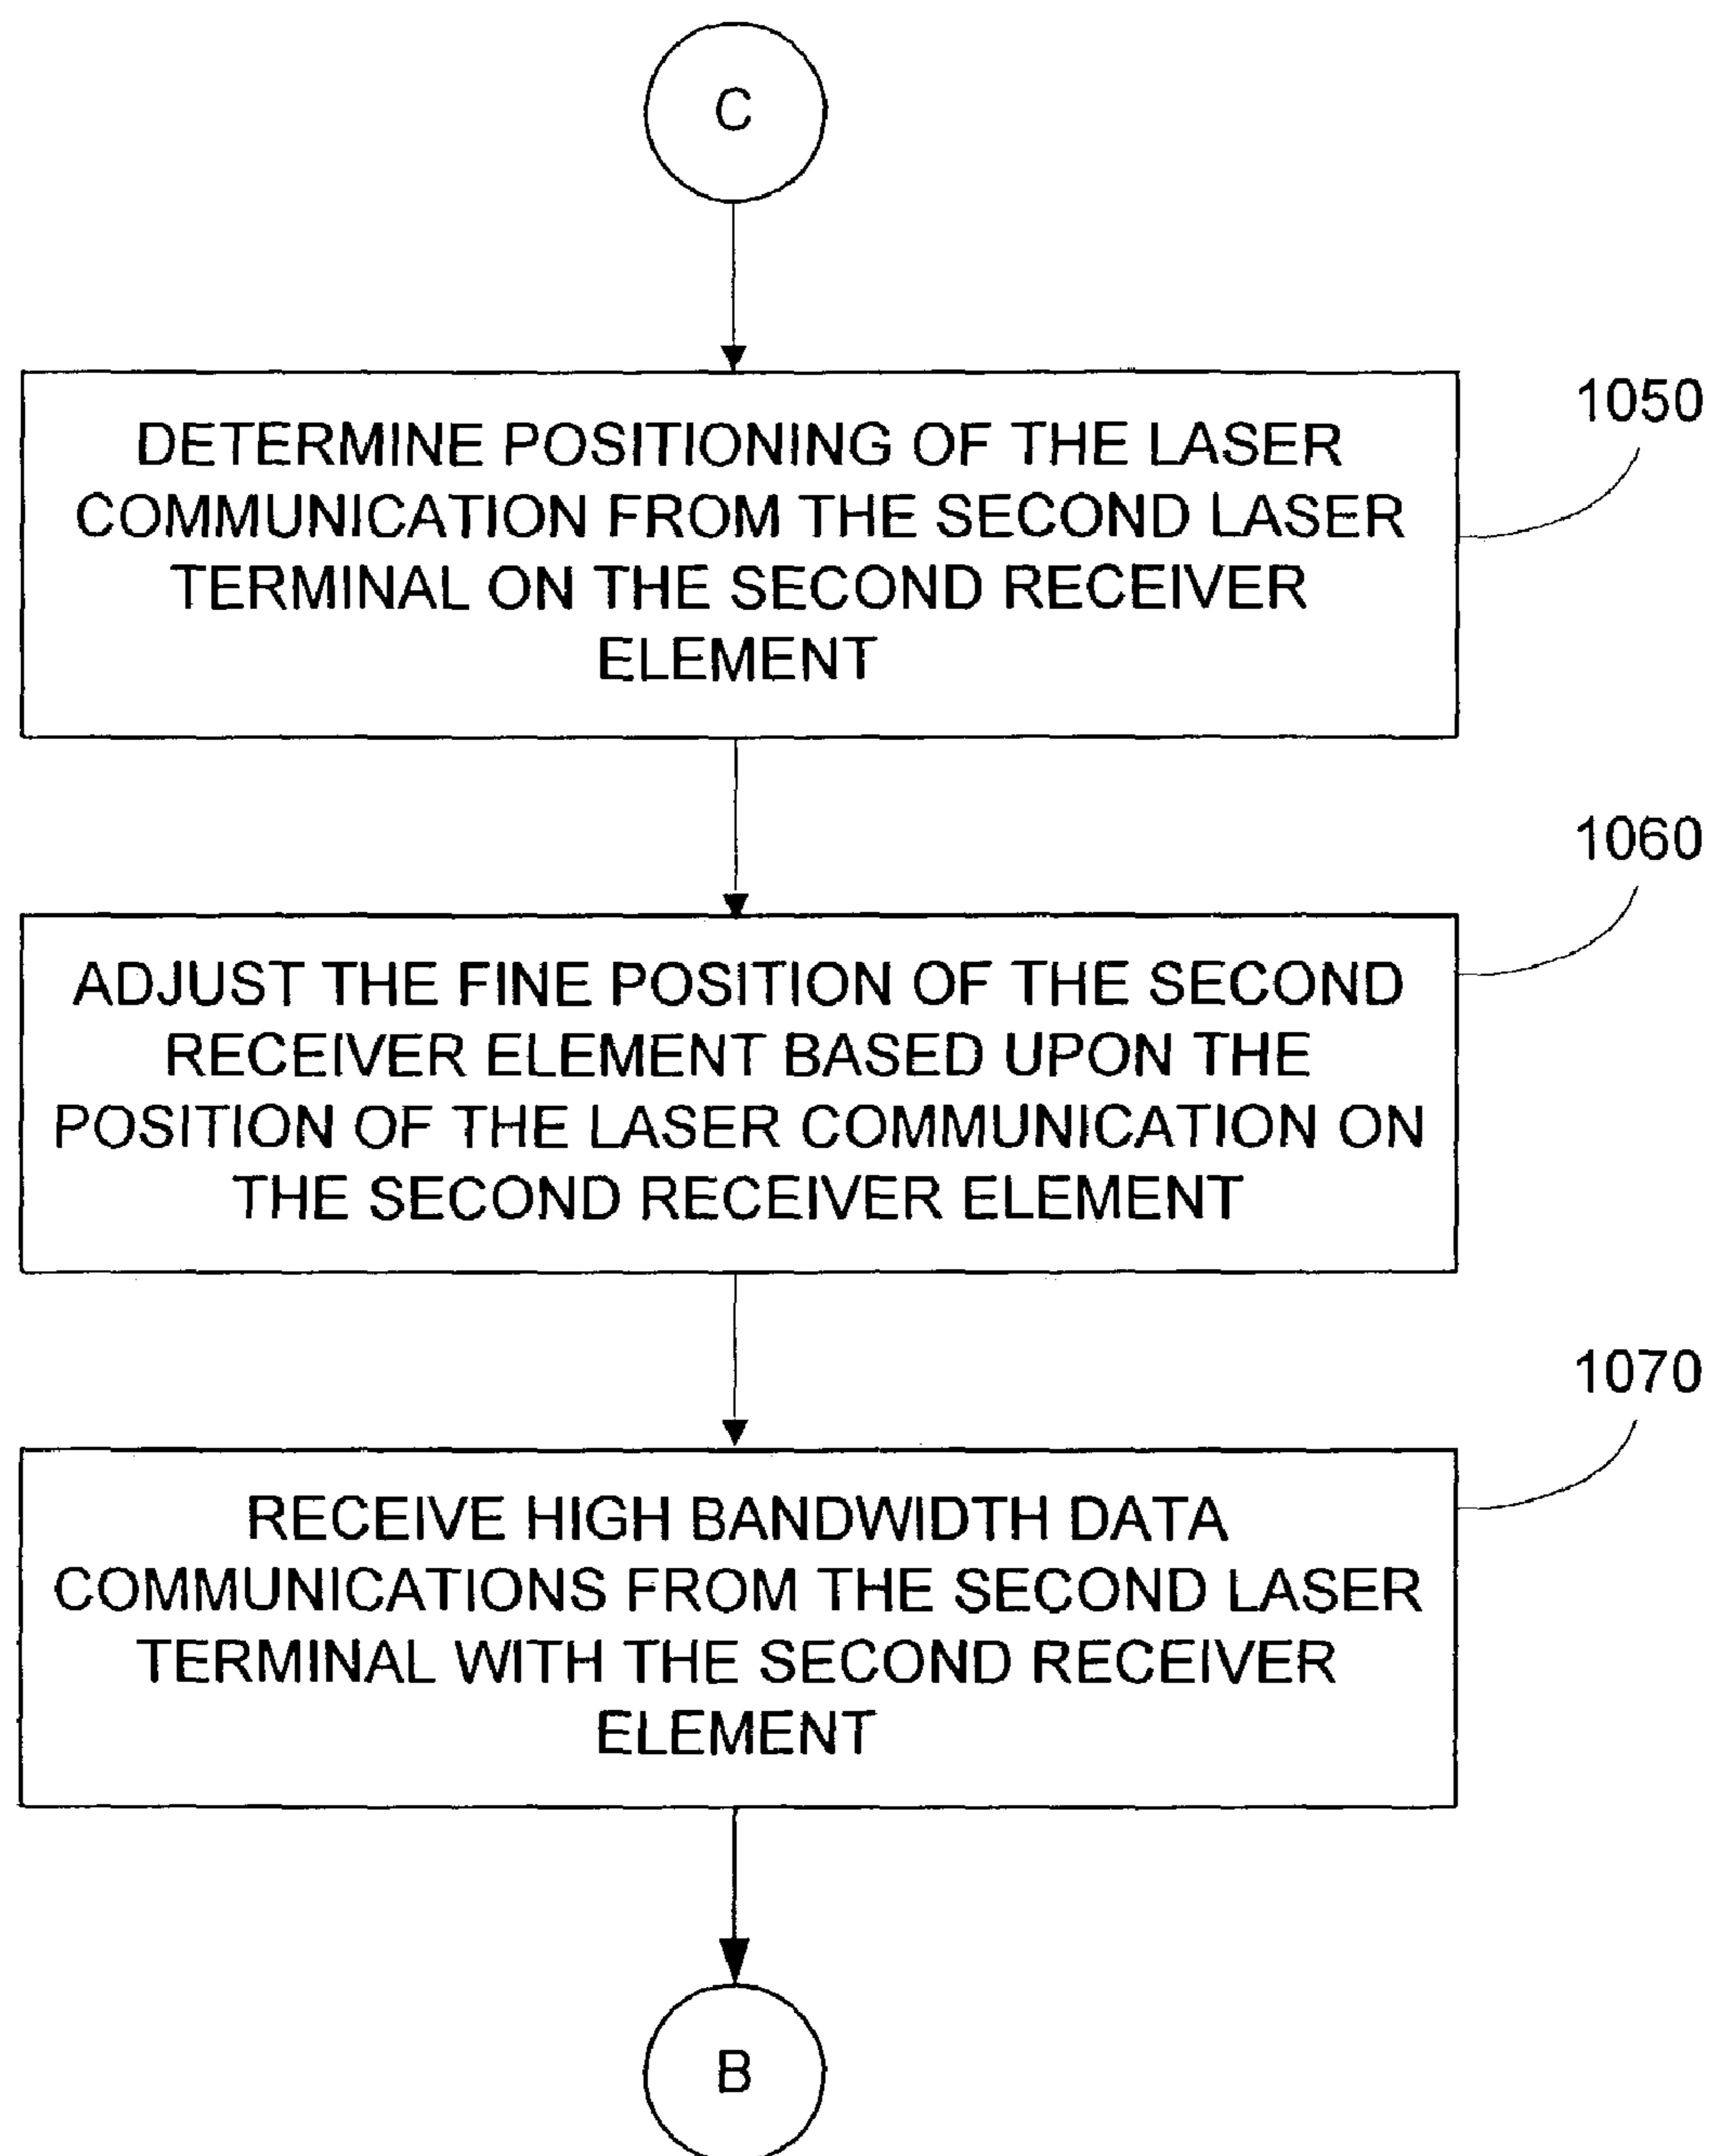 C
DETERMINE POSITIONING OF THE LASER
COMMUNICATION FROM THE SECOND LASER
TERMINAL ON THE SECOND RECEIVER
ELEMENT
1050
ADJUST THE FINE POSITION OF THE SECOND
RECEIVER ELEMENT BASED UPON THE
POSITION OF THE LASER COMMUNICATION ON
THE SECOND RECEIVER ELEMENT
1060
RECEIVE HIGH BANDWIDTH DATA
COMMUNICATIONS FROM THE SECOND LASER
TERMINAL WITH THE SECOND RECEIVER
ELEMENT
1070
B